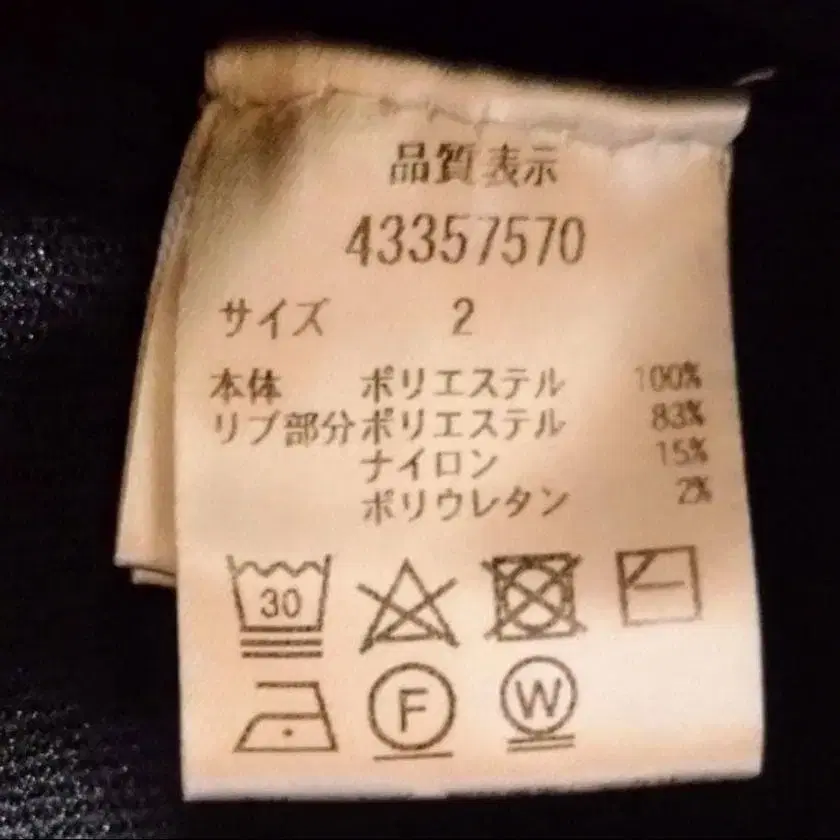 品質表示
43357570
サイズ 2
本体 ポリエステル 100%
リブ部分 ポリエステル 83%
ナイロン 15%
ポリウレタン 2%
30
F W